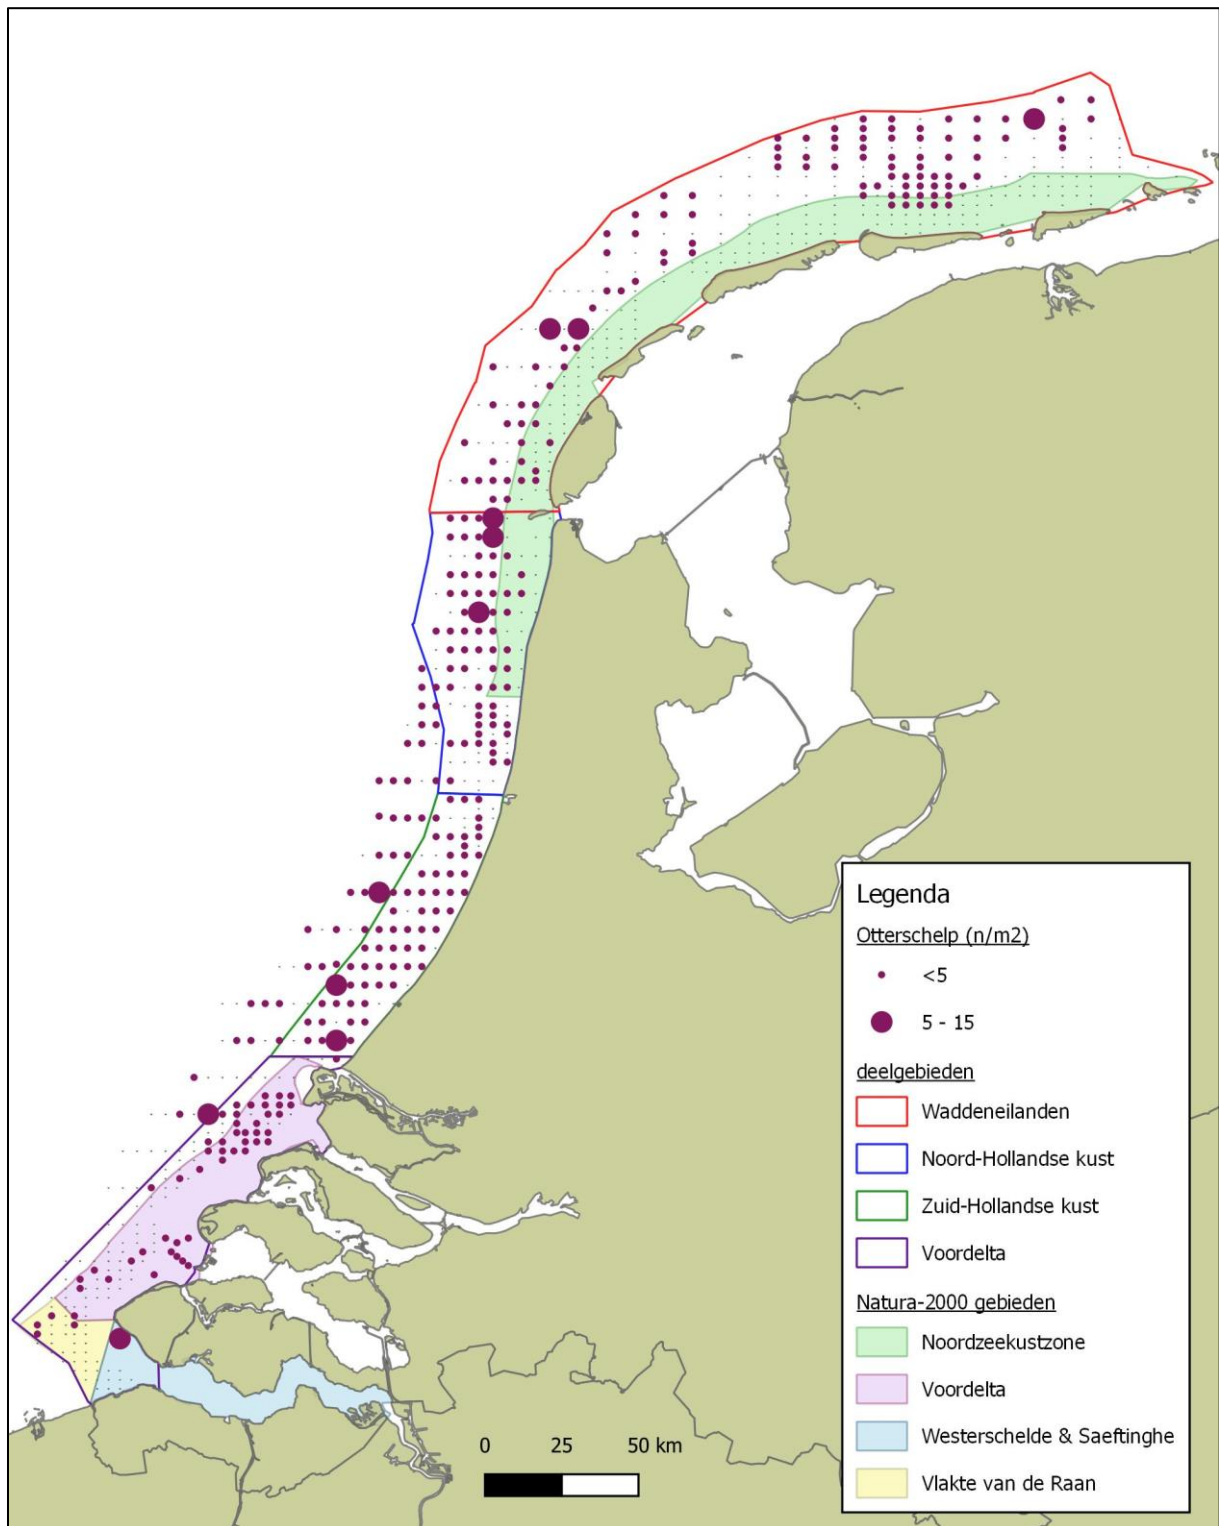 Legenda
Otterschelp (n/m2)
<5
5 - 15
deelgebieden
Waddeneilanden
Noord-Hollandse kust
Zuid-Hollandse kust
Voordelta
Natura-2000 gebieden
Noordzeekustzone
Voordelta
Westerschelde & Saeftinghe
Vlakte van de Raan
0 25 50 km